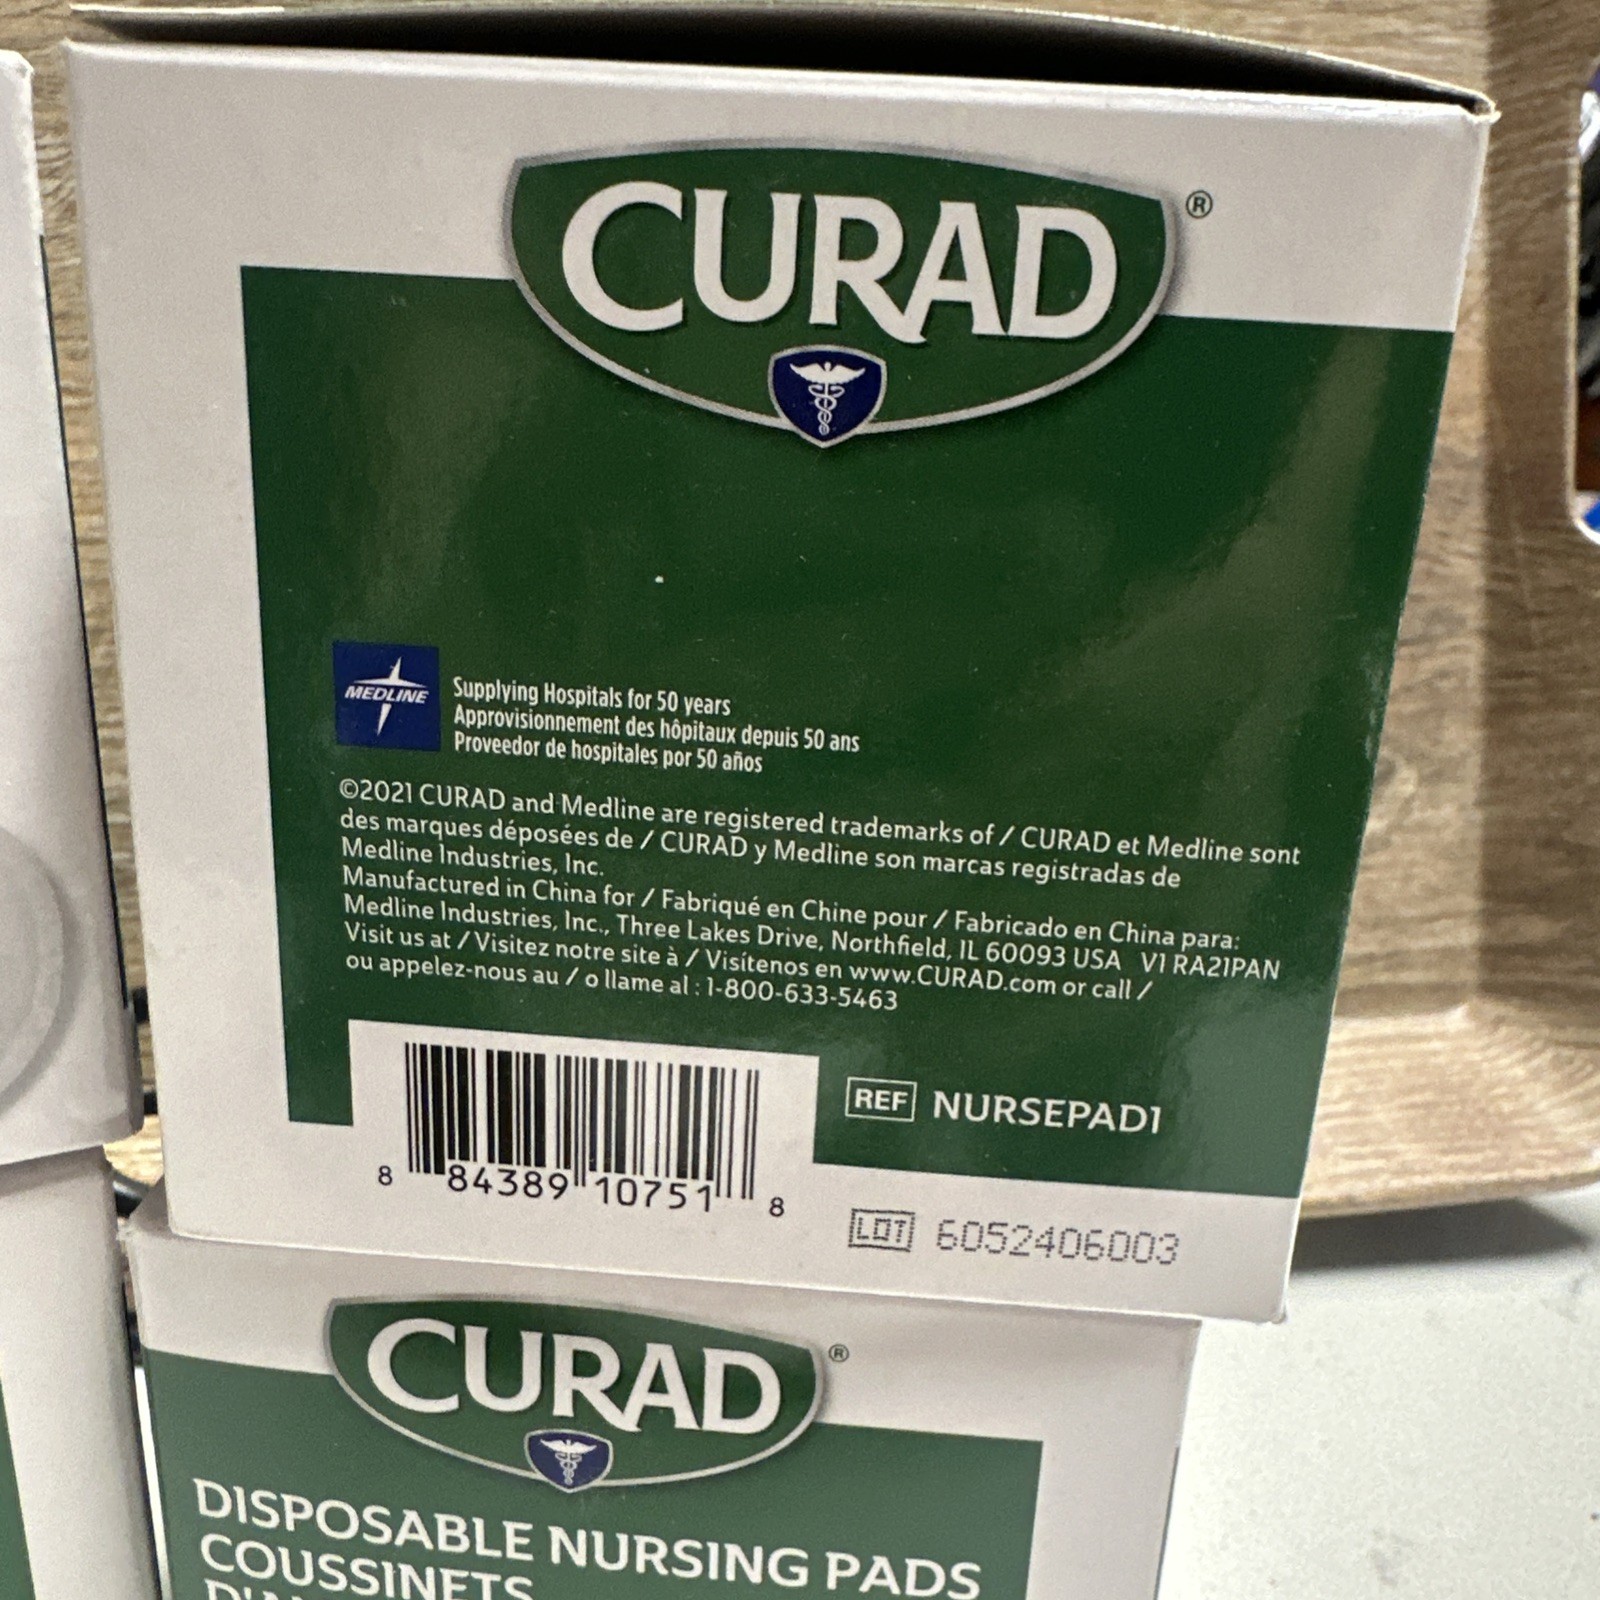 CURAD®
MEDLINE
Supplying Hospitals for 50 years
Approvisionnement des hôpitaux depuis 50 ans
Proveedor de hospitales por 50 años
©2021 CURAD and Medline are registered trademarks of / CURAD et Medline sont
des marques déposées de / CURAD y Medline son marcas registradas de
Medline Industries, Inc.
Manufactured in China for / Fabriqué en Chine pour / Fabricado en China para:
Medline Industries, Inc., Three Lakes Drive, Northfield, IL 60093 USA V1 RA21PAN
Visit us at / Visitez notre site à / Visítenos en www.CURAD.com or call /
ou appelez-nous au / o llame al : 1-800-633-5463
REF NURSEPAD1
8 84389 10751 8
LOT 6052406003
CURAD®
DISPOSABLE NURSING PADS
COUSSINETS